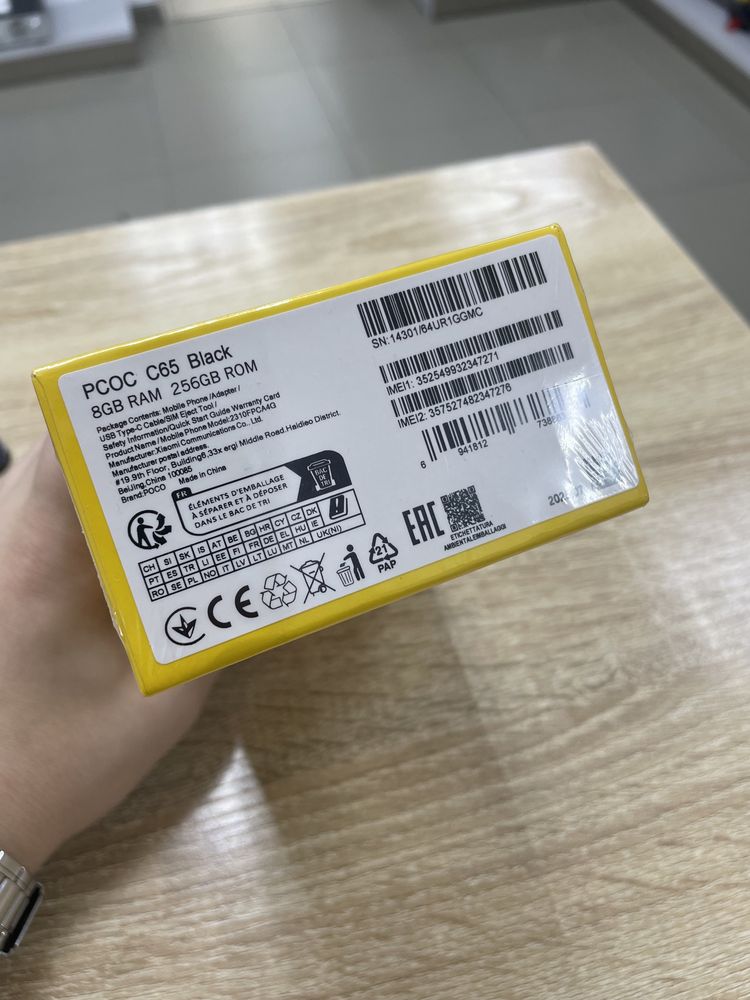 PCOC C65 Black
8GB RAM 256GB ROM
Package Contents: Mobile Phone /Adapter/
USB Type-C Cable/SIM Eject Tool /
Safety Information/Quick Start Guide Warranty Card
Product Name / Mobile Phone Model:2310FPCA4G
Manufacturer:Xiaomi Communications Co., Ltd.
Manufacturer postal address:
#19.9th Floor, Building6,33x erqi Middle Road.Haidieo District.
BeiJing,China 100085
Brand:POCO Made in China
SN:14301/64UR1GGMC
IMEI1: 352549932347271
IMEI2: 357527482347276
6 941812
FR
ÉLÉMENTS D'EMBALLAGE
À SÉPARER ET À DÉPOSER
DANS LE BAC DE TRI
BAC
DE
TRI
CH SI SK IS AT BE BG HR CY CZ DK
PT ES TR LI EE FI FR DE EL HU IE
RO SE PL NO IT LV LT LU MT NL UK(NI)
CE
21
PAP
EAC
ETICHETTATURA
AMBIENTALEIMBALLAGGI